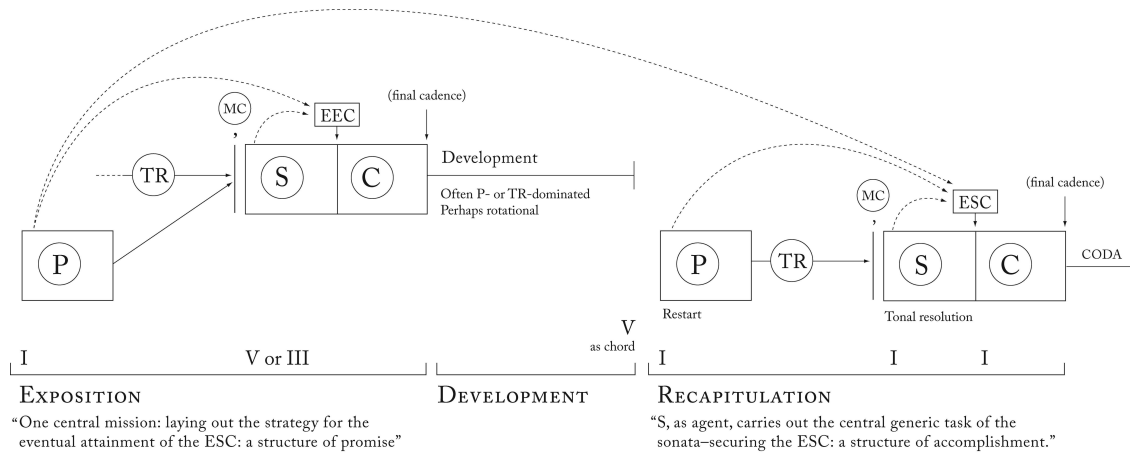 MC
,
EEC
(final cadence)
TR
S
C
Development
Often P- or TR-dominated
Perhaps rotational
P
MC
,
ESC
(final cadence)
P
TR
S
C
CODA
Restart
Tonal resolution
I
V or III
V
as chord
I
I
I
EXPOSITION
DEVELOPMENT
RECAPITULATION
“One central mission: laying out the strategy for the
eventual attainment of the ESC: a structure of promise”
“S, as agent, carries out the central generic task of the
sonata–securing the ESC: a structure of accomplishment.”